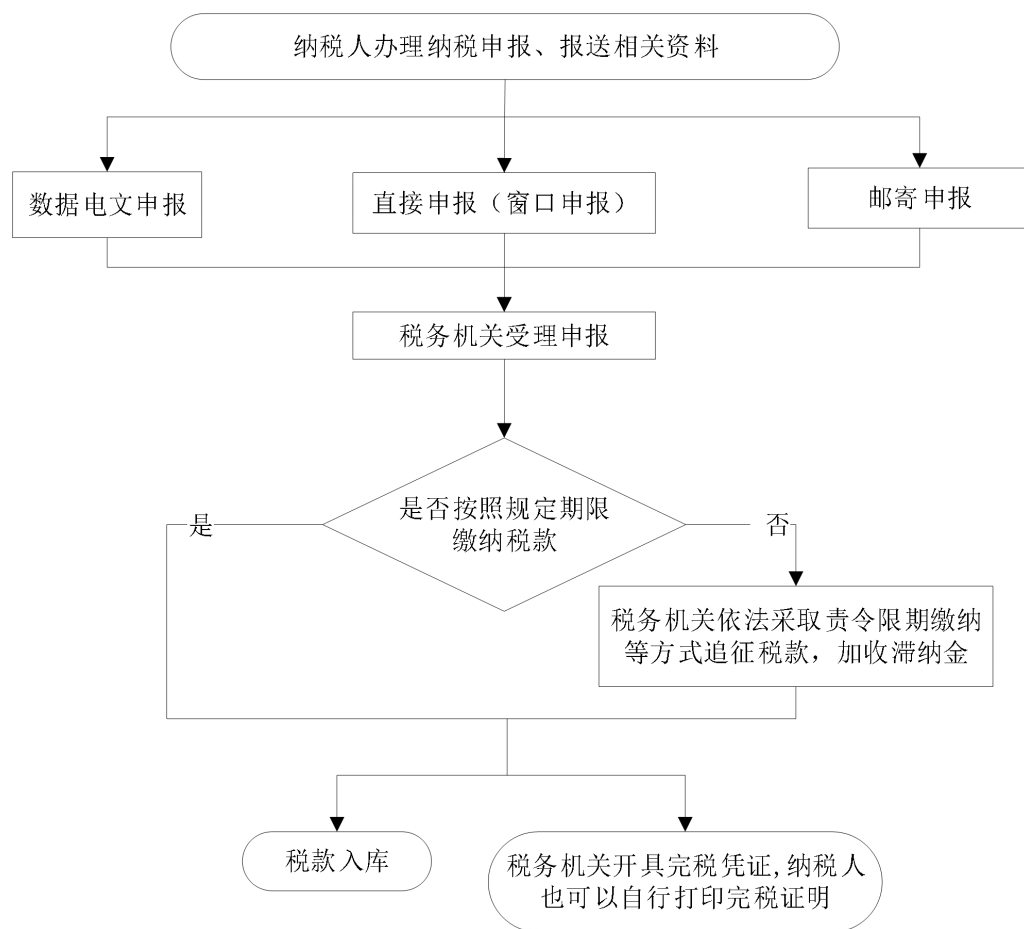 纳税人办理纳税申报、报送相关资料
数据电文申报
直接申报（窗口申报）
邮寄申报
税务机关受理申报
是否按照规定期限
缴纳税款
是
否
税务机关依法采取责令限期缴纳
等方式追征税款，加收滞纳金
税款入库
税务机关开具完税凭证,纳税人
也可以自行打印完税证明